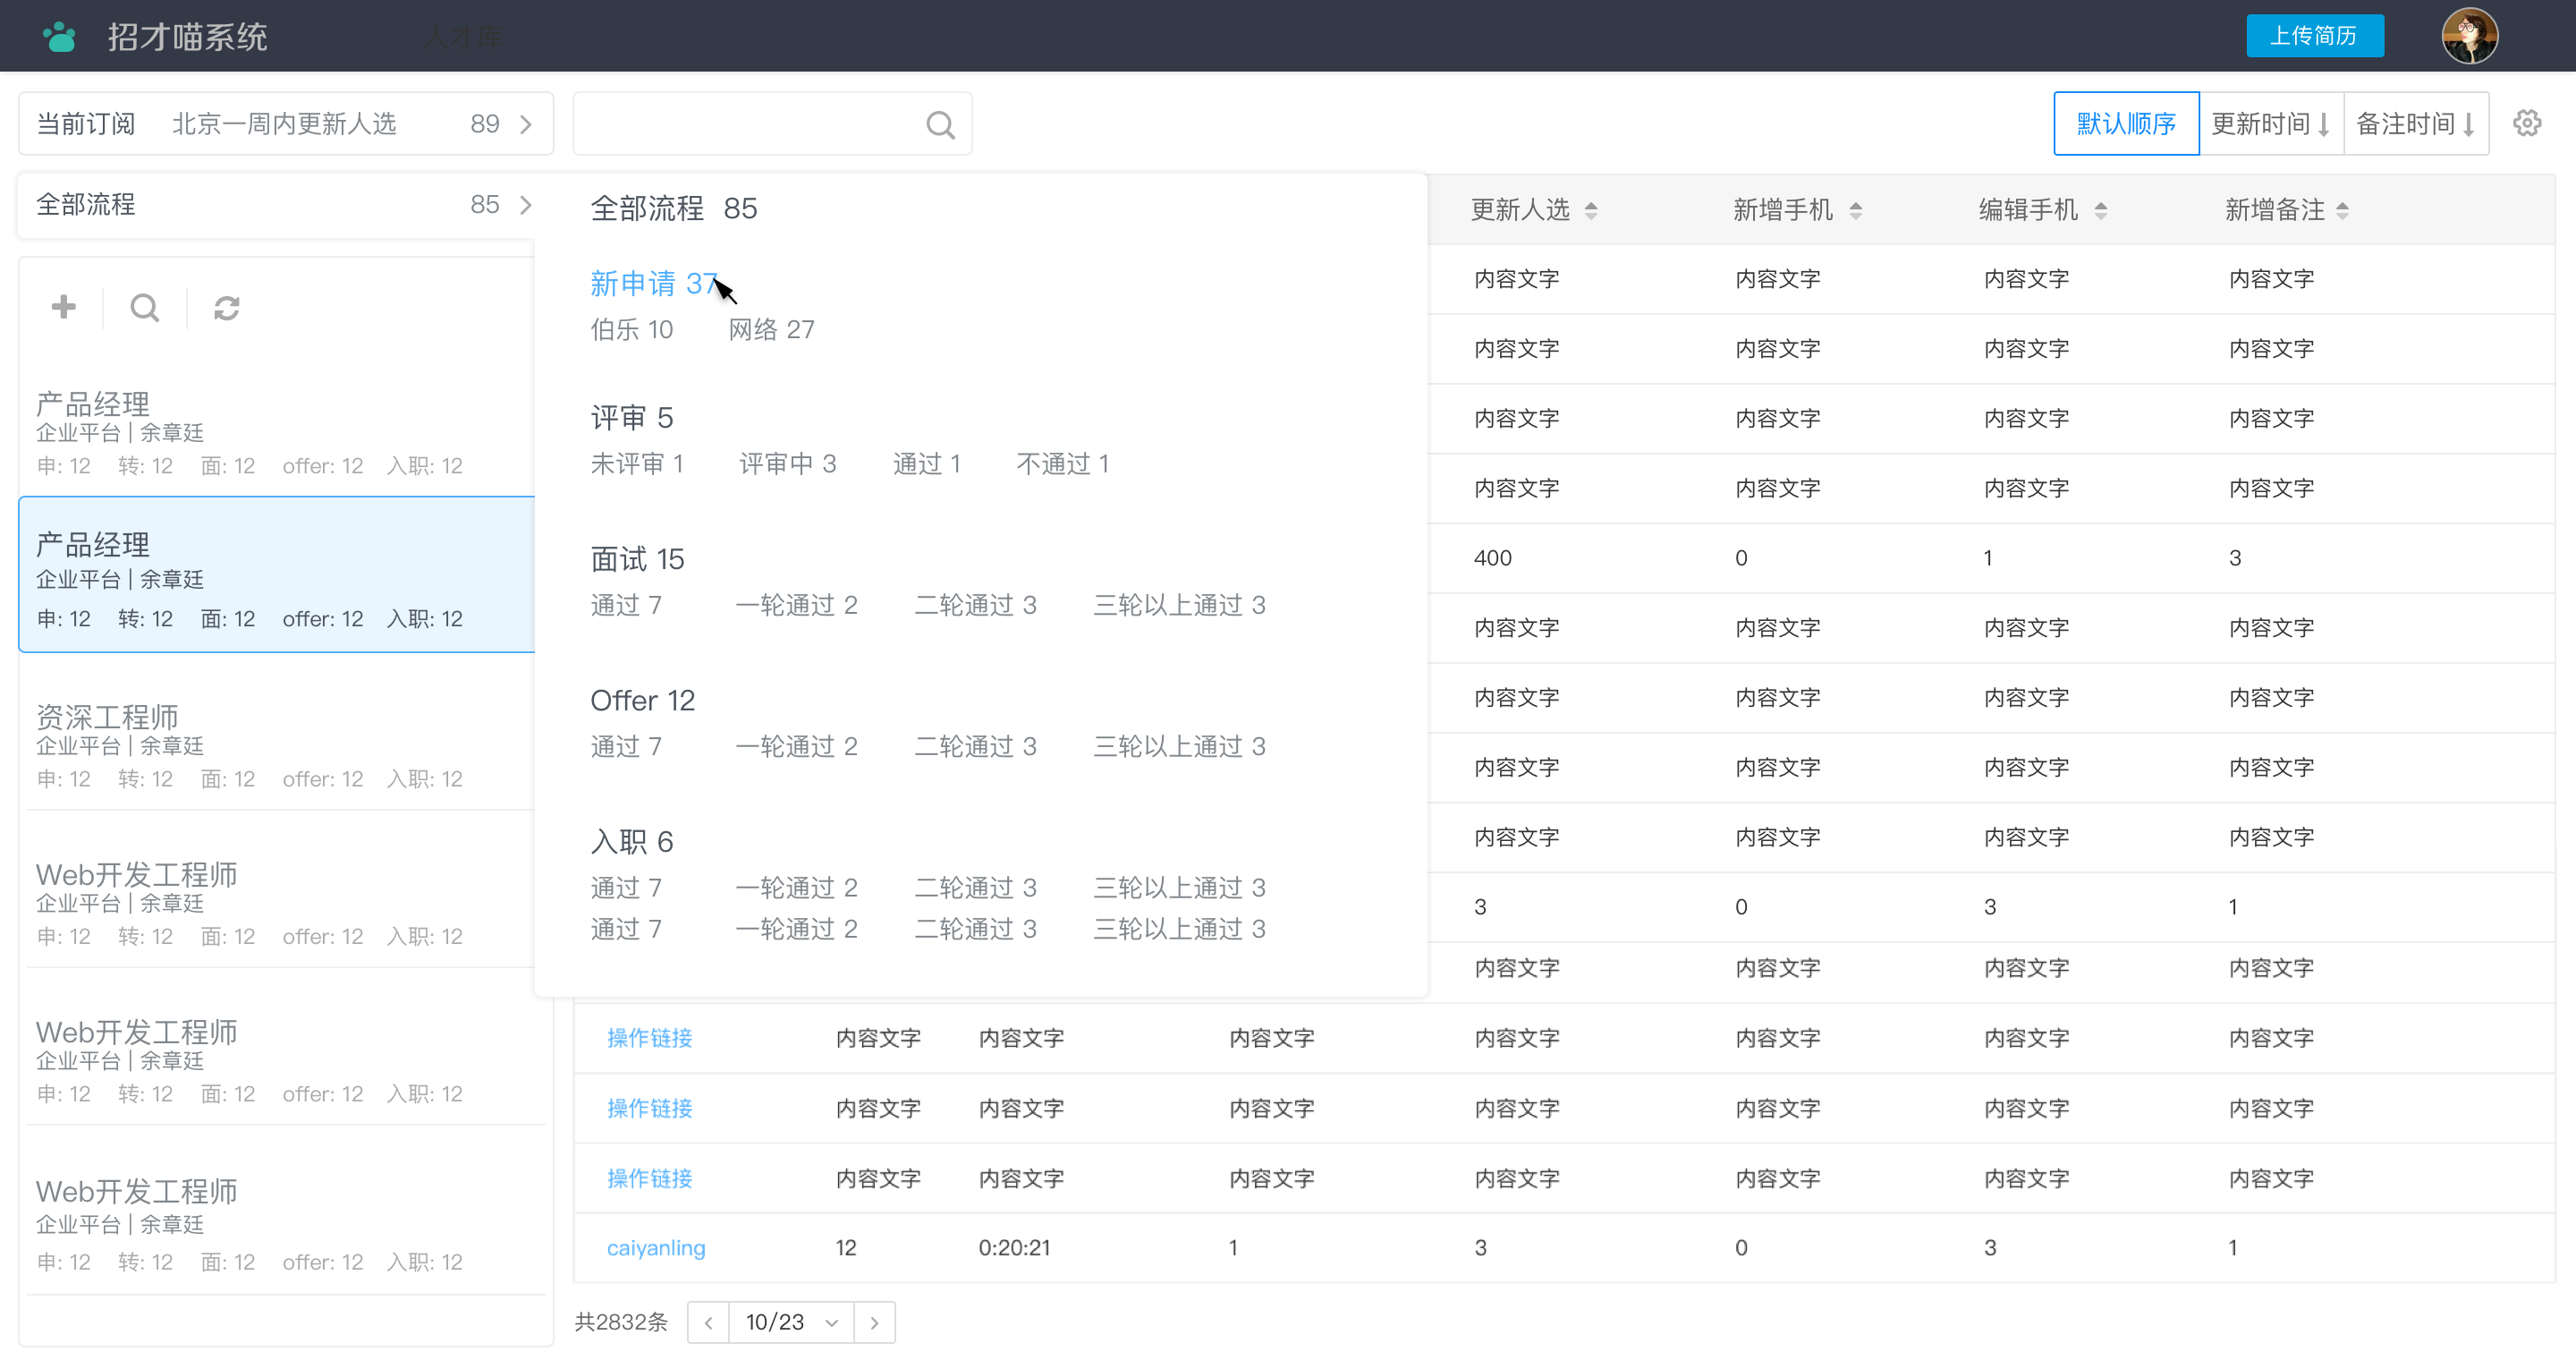 招才喵系统 人才库 上传简历
当前订阅 北京一周内更新人选 89 默认顺序 更新时间 备注时间
全部流程 85
全部流程 85 更新人选 新增手机 编辑手机 新增备注
新申请 37 内容文字 内容文字 内容文字 内容文字
伯乐 10 网络 27
内容文字 内容文字 内容文字 内容文字
产品经理
企业平台 | 余章廷
申: 12 转: 12 面: 12 offer: 12 入职: 12
评审 5 内容文字 内容文字 内容文字 内容文字
未评审 1 评审中 3 通过 1 不通过 1
内容文字 内容文字 内容文字 内容文字
产品经理
企业平台 | 余章廷
申: 12 转: 12 面: 12 offer: 12 入职: 12
面试 15 400 0 1 3
通过 7 一轮通过 2 二轮通过 3 三轮以上通过 3
内容文字 内容文字 内容文字 内容文字
资深工程师
企业平台 | 余章廷
申: 12 转: 12 面: 12 offer: 12 入职: 12
Offer 12 内容文字 内容文字 内容文字 内容文字
通过 7 一轮通过 2 二轮通过 3 三轮以上通过 3
内容文字 内容文字 内容文字 内容文字
Web开发工程师
企业平台 | 余章廷
申: 12 转: 12 面: 12 offer: 12 入职: 12
入职 6 内容文字 内容文字 内容文字 内容文字
通过 7 一轮通过 2 二轮通过 3 三轮以上通过 3
3 0 3 1
通过 7 一轮通过 2 二轮通过 3 三轮以上通过 3
内容文字 内容文字 内容文字 内容文字
Web开发工程师
企业平台 | 余章廷
申: 12 转: 12 面: 12 offer: 12 入职: 12
操作链接 内容文字 内容文字 内容文字 内容文字 内容文字 内容文字 内容文字
操作链接 内容文字 内容文字 内容文字 内容文字 内容文字 内容文字 内容文字
Web开发工程师
企业平台 | 余章廷
申: 12 转: 12 面: 12 offer: 12 入职: 12
操作链接 内容文字 内容文字 内容文字 内容文字 内容文字 内容文字 内容文字
caiyanling 12 0:20:21 1 3 0 3 1
共2832条 10/23